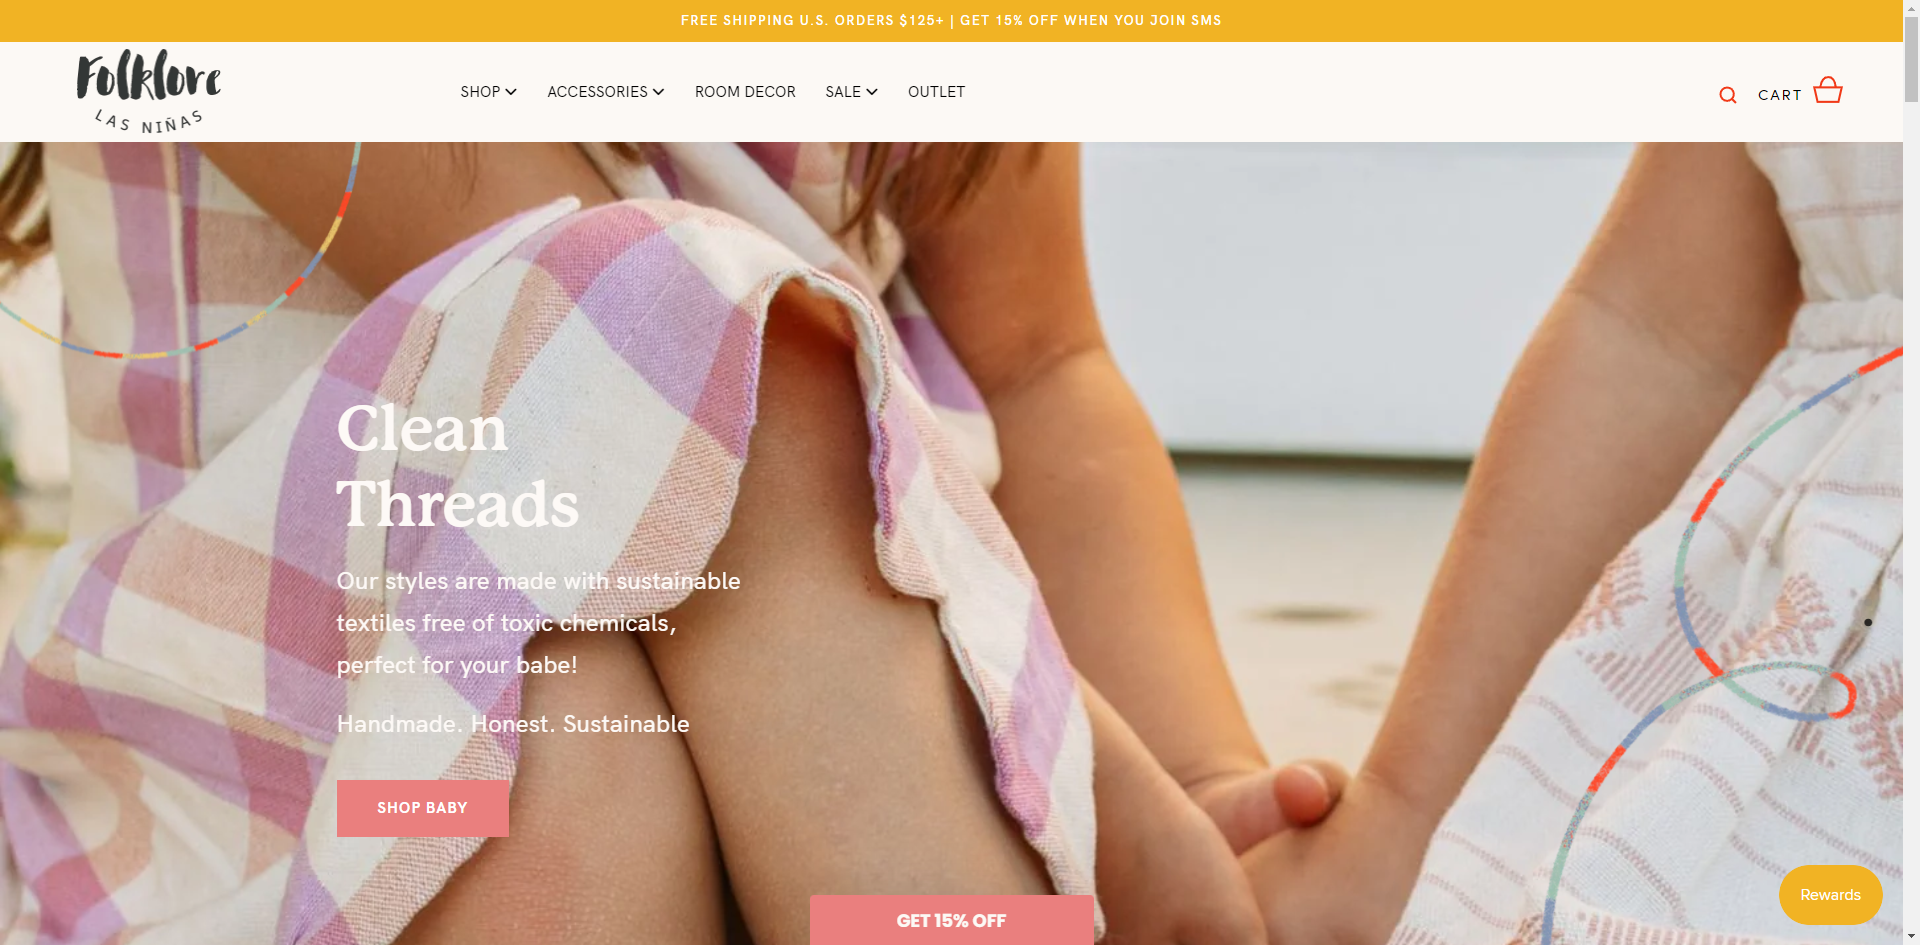 FREE SHIPPING U.S. ORDERS $125+ | GET 15% OFF WHEN YOU JOIN SMS
Folklore
LAS NIÑAS
SHOP
ACCESSORIES
ROOM DECOR
SALE
OUTLET
CART
Clean
Threads
Our styles are made with sustainable
textiles free of toxic chemicals,
perfect for your babe!
Handmade. Honest. Sustainable
SHOP BABY
GET 15% OFF
Rewards